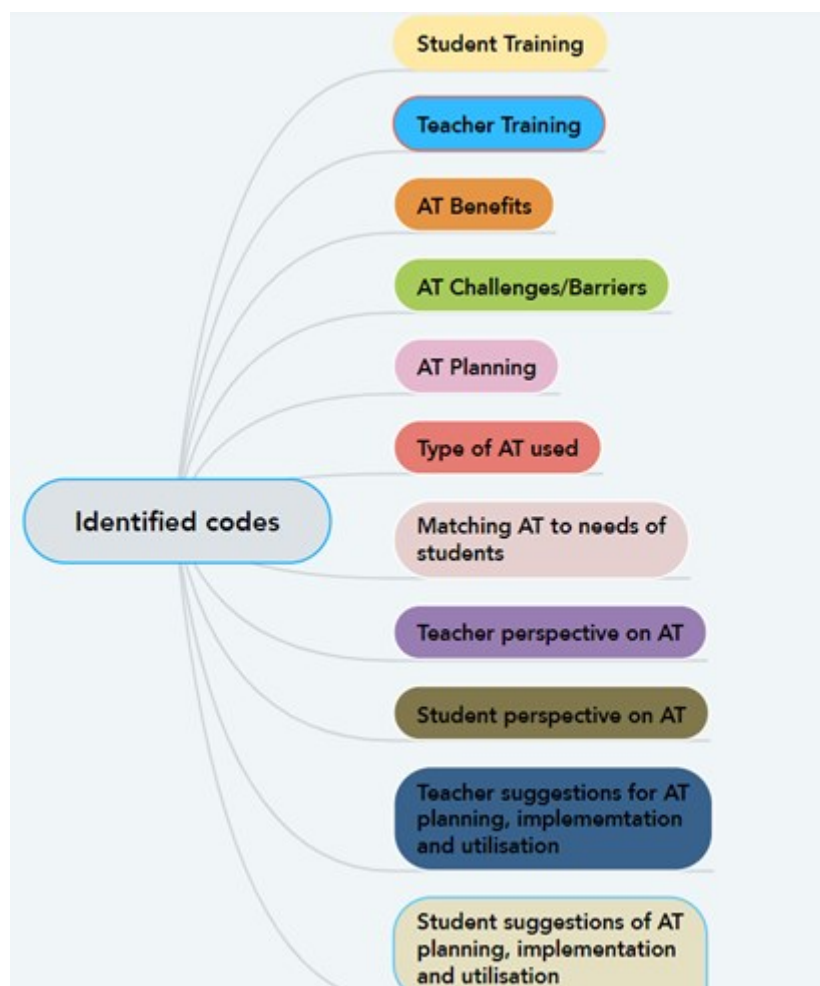 Student Training
Teacher Training
AT Benefits
AT Challenges/Barriers
AT Planning
Type of AT used
Identified codes
Matching AT to needs of
students
Teacher perspective on AT
Student perspective on AT
Teacher suggestions for AT
planning, implememtation
and utilisation
Student suggestions of AT
planning, implementation
and utilisation